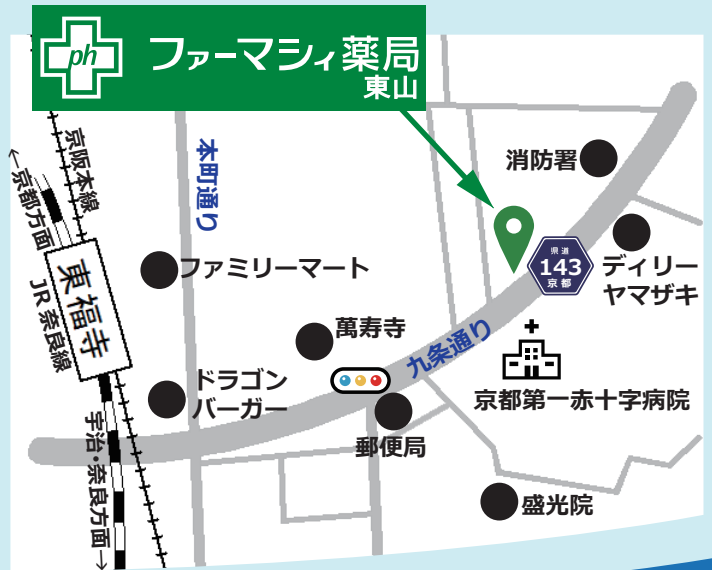 ph
ファーマシィ薬局
東山
京阪本線
←京都方面
東福寺
JR奈良線
宇治・奈良方面→
本町通り
ファミリーマート
ドラゴン
バーガー
萬寿寺
九条通り
郵便局
消防署
県道
143
京都
ディリー
ヤマザキ
京都第一赤十字病院
盛光院